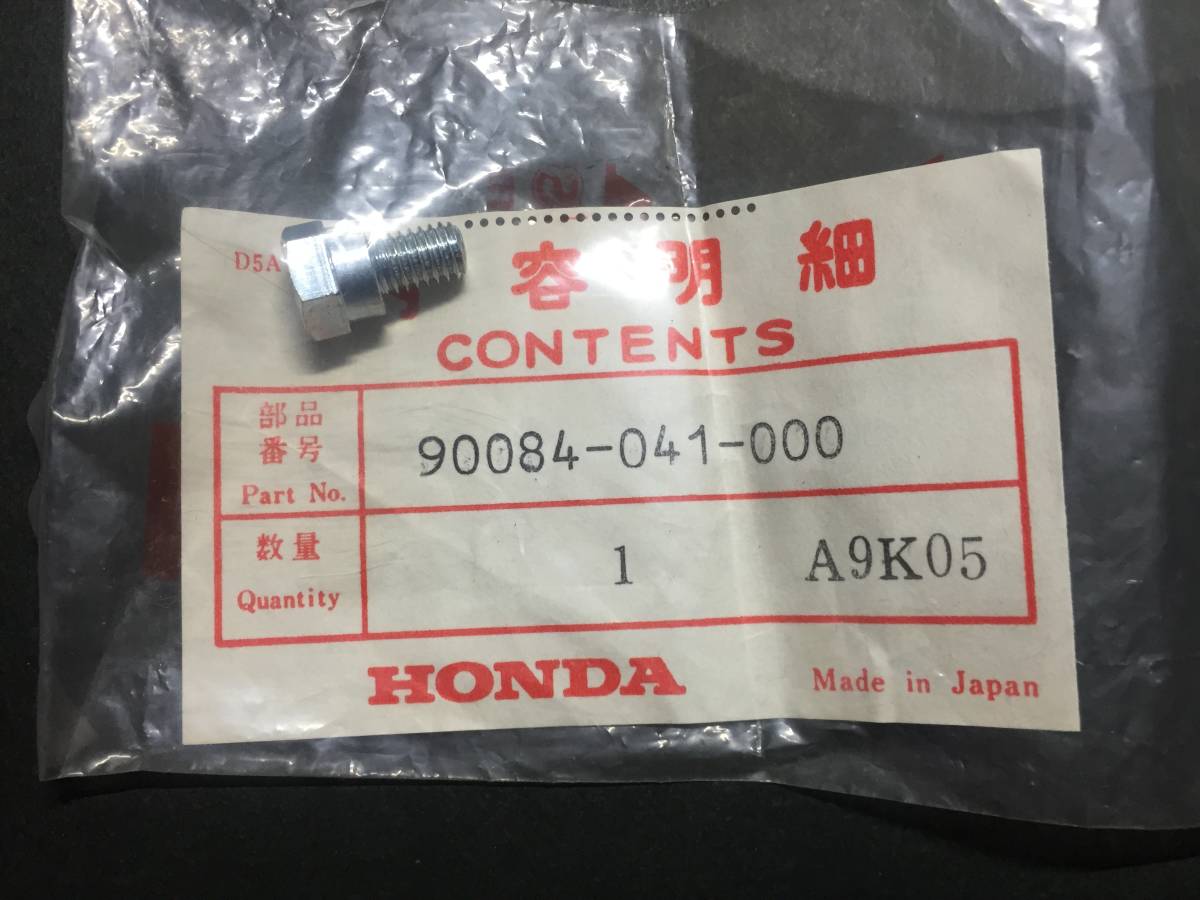 D5A
容明細
CONTENTS
部品
番号
Part No.
90084-041-000
数量
Quantity
1
A9K05
HONDA
Made in Japan